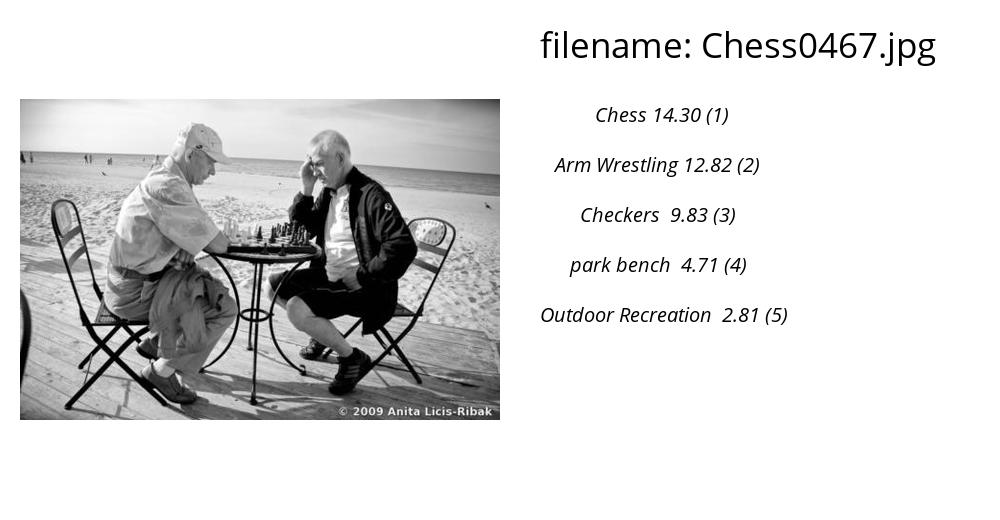 filename: Chess0467.jpg
Chess 14.30 (1)
Arm Wrestling 12.82 (2)
Checkers 9.83 (3)
park bench 4.71 (4)
Outdoor Recreation 2.81 (5)
© 2009 Anita Licis-Ribak